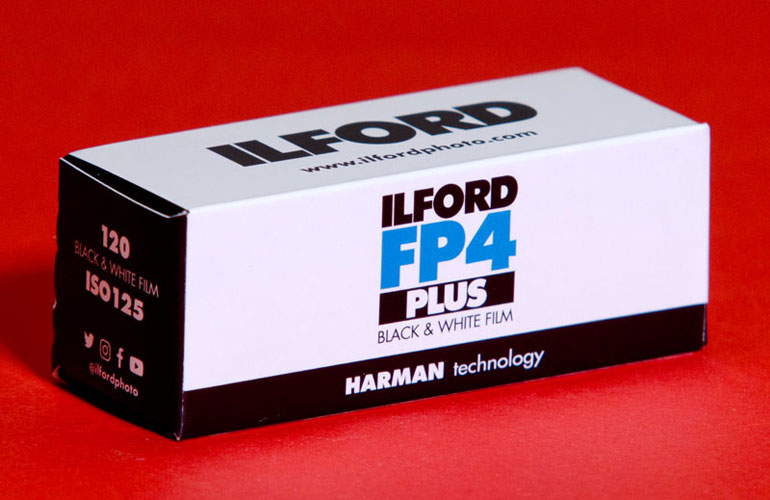 ILFORD
www.ilfordphoto.com
ILFORD
FP4
PLUS
BLACK & WHITE FILM
HARMAN technology
120
BLACK & WHITE FILM
ISO125
@ilfordphoto